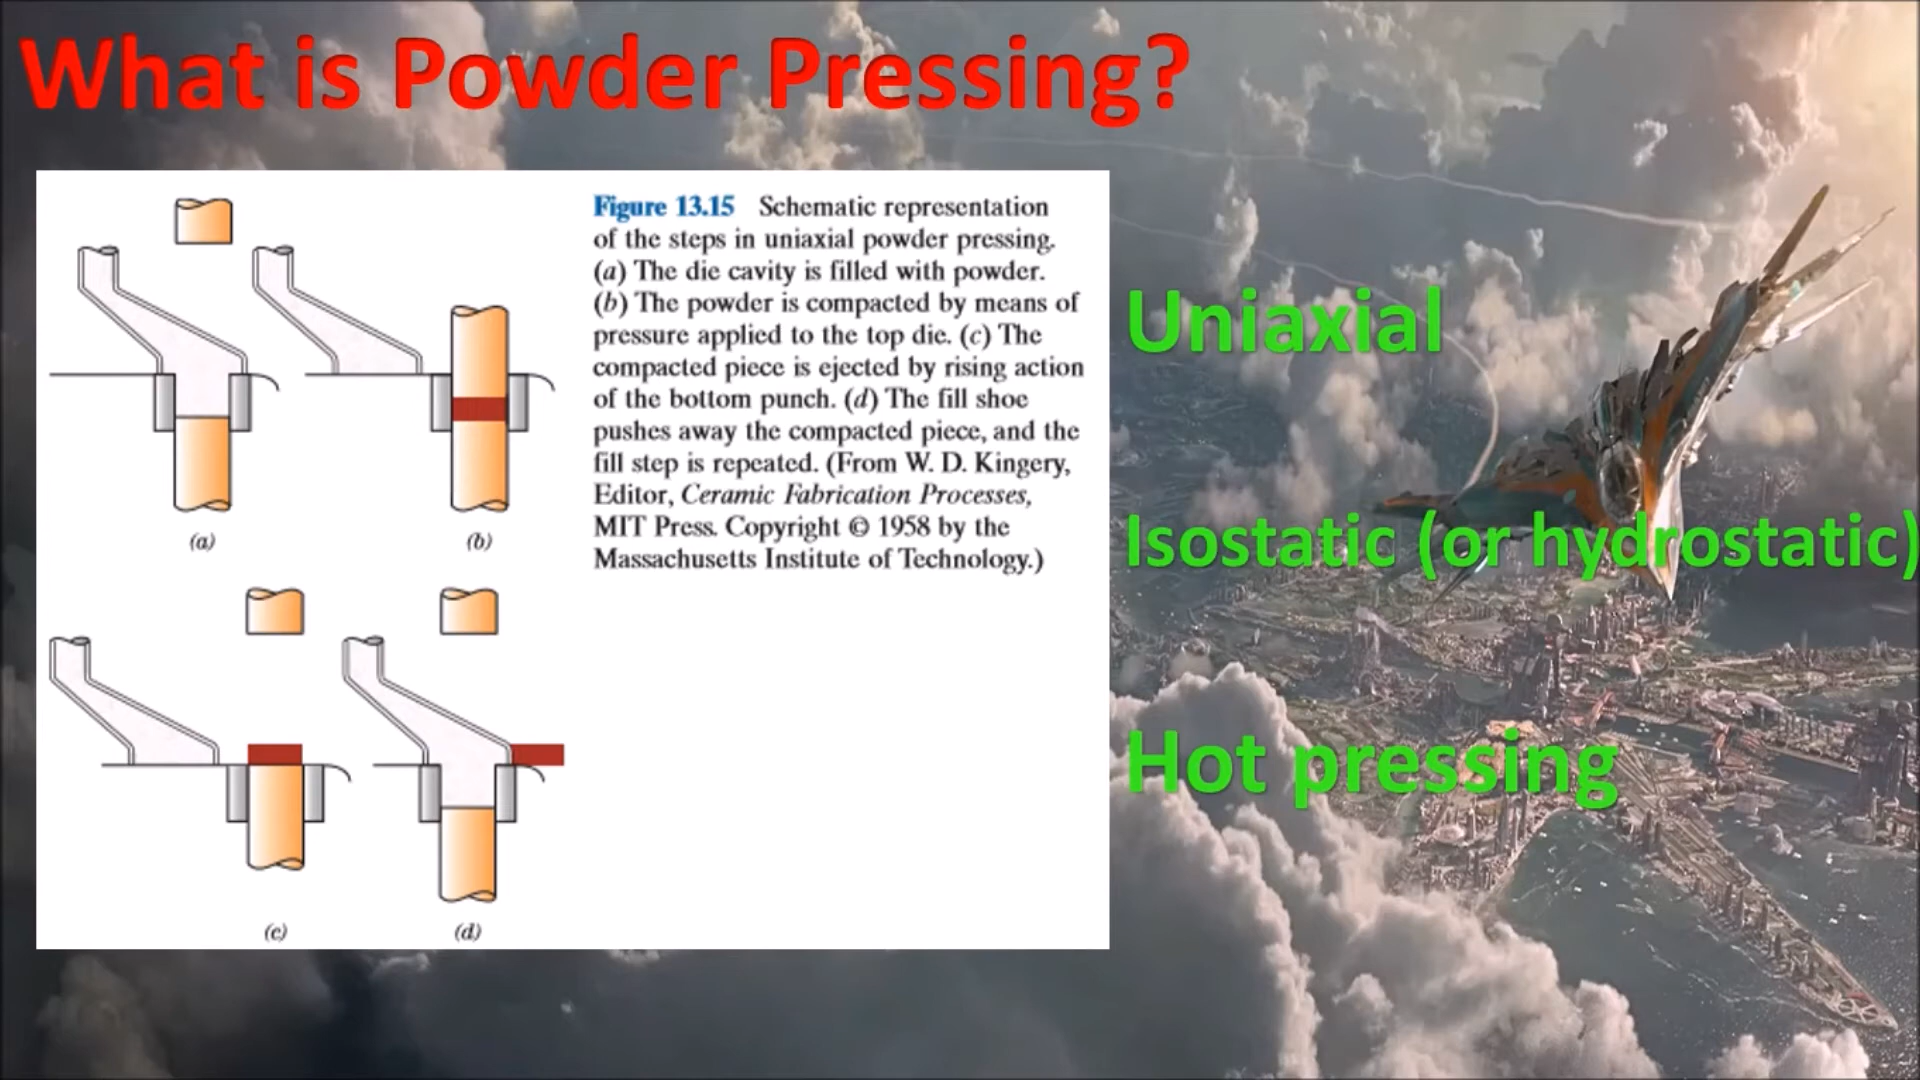 What is Powder Pressing?
Figure 13.15 Schematic representation
of the steps in uniaxial powder pressing.
(a) The die cavity is filled with powder.
(b) The powder is compacted by means of
pressure applied to the top die. (c) The
compacted piece is ejected by rising action
of the bottom punch. (d) The fill shoe
pushes away the compacted piece, and the
fill step is repeated. (From W. D. Kingery,
Editor, Ceramic Fabrication Processes,
MIT Press. Copyright © 1958 by the
Massachusetts Institute of Technology.)
(a)
(b)
(c)
(d)
Uniaxial
Isostatic (or hydrostatic)
Hot pressing